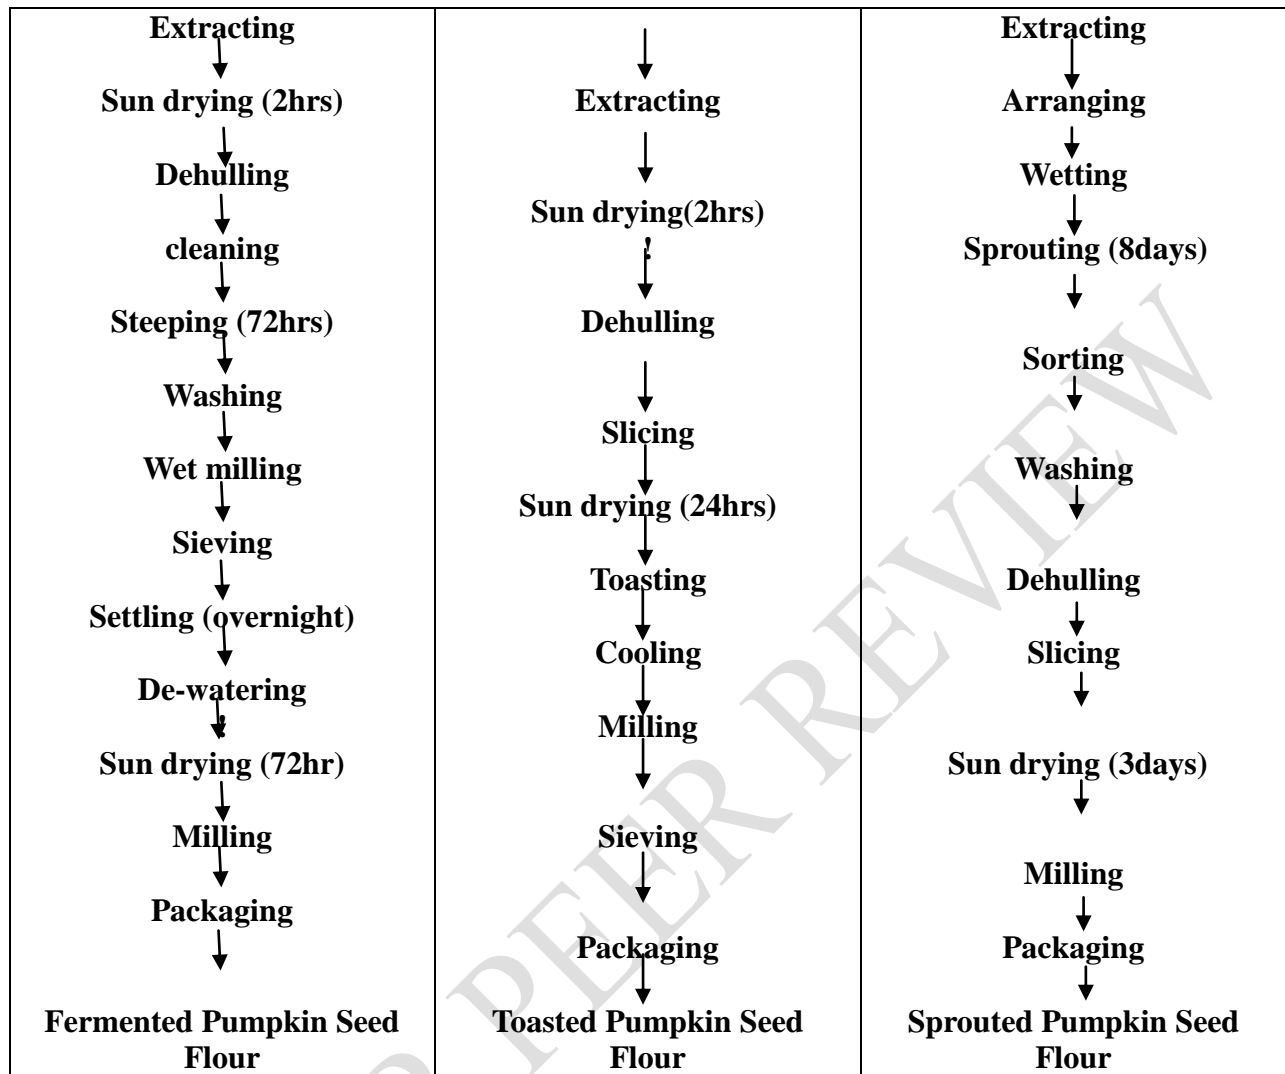 Extracting
Sun drying (2hrs)
Dehulling
cleaning
Steeping (72hrs)
Washing
Wet milling
Sieving
Settling (overnight)
De-watering
!
Sun drying (72hr)
Milling
Packaging
Fermented Pumpkin Seed
Flour
Extracting
Sun drying(2hrs)
!
Dehulling
Slicing
Sun drying (24hrs)
Toasting
Cooling
Milling
Sieving
Packaging
Toasted Pumpkin Seed
Flour
Extracting
Arranging
Wetting
Sprouting (8days)
Sorting
Washing
Dehulling
Slicing
Sun drying (3days)
Milling
Packaging
Sprouted Pumpkin Seed
Flour
PEER REVIEW